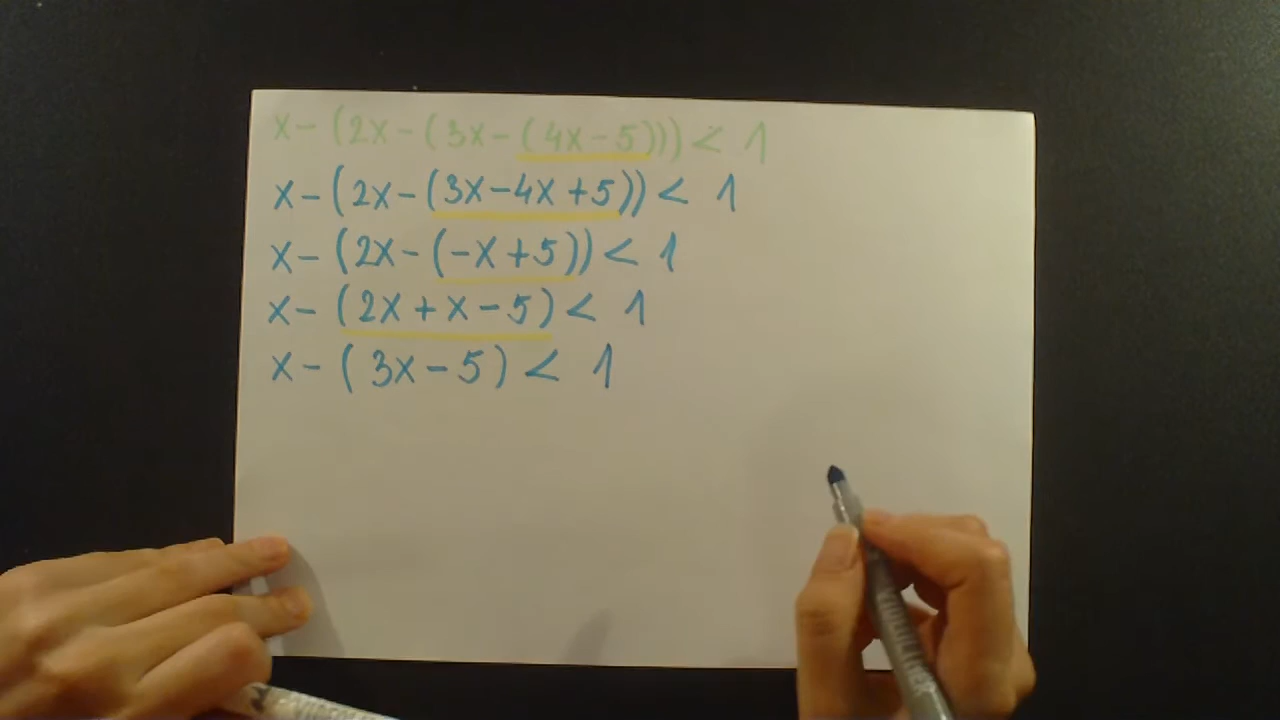 x-(2x-(3x-(4x-5)))<1
x-(2x-(3x-4x+5))<1
x-(2x-(-x+5))<1
x-(2x+x-5)<1
x-(3x-5)<1